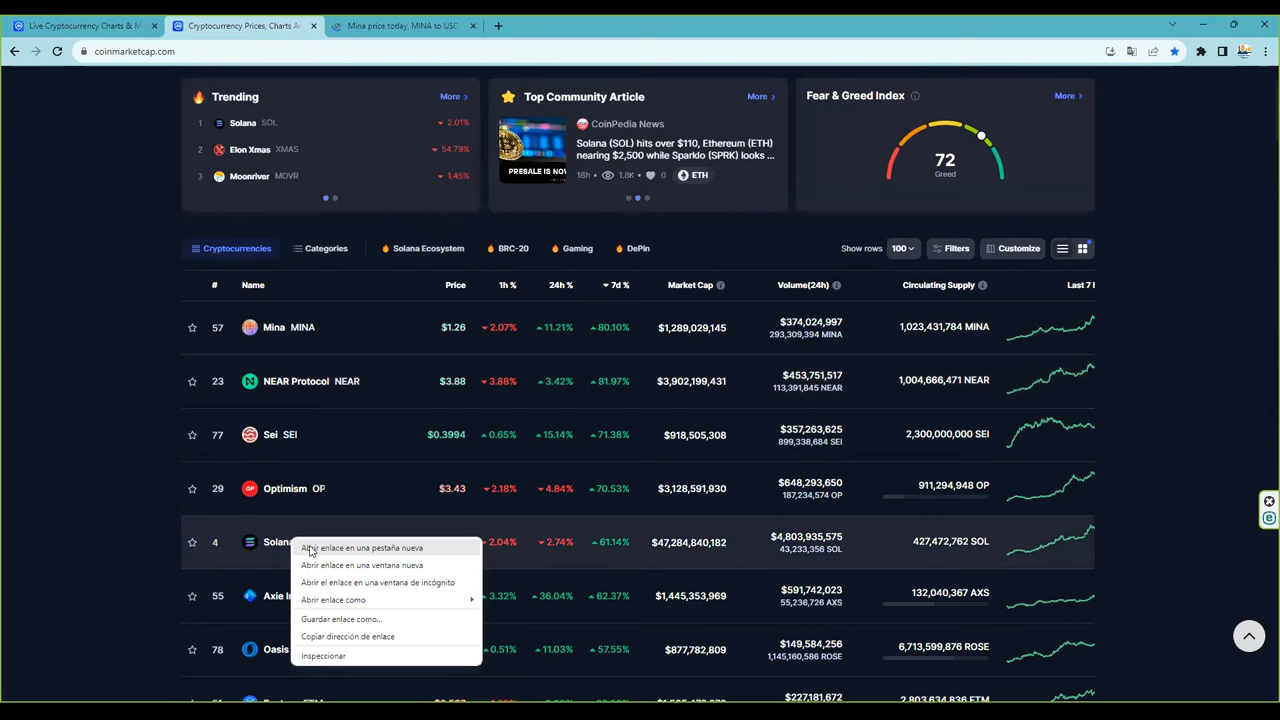 Live Cryptocurrency Charts & M
Cryptocurrency Prices, Charts A
Mina price today, MINA to USD
coinmarketcap.com
Trending
More >
1 Solana SOL 2.01%
2 Elon Xmas XMAS 54.79%
3 Moonriver MOVR 1.45%
Top Community Article
More >
CoinPedia News
Solana (SOL) hits over $110, Ethereum (ETH)
nearing $2,500 while Sparklo (SPRK) looks ...
PRESALE IS NOW
18h • 1.8K • 0 ETH
Fear & Greed Index
More >
72
Greed
Cryptocurrencies Categories Solana Ecosystem BRC-20 Gaming DePin Show rows 100 Filters Customize
# Name Price 1h % 24h % 7d % Market Cap Volume(24h) Circulating Supply Last 7
57 Mina MINA $1.26 2.07% 11.21% 80.10% $1,289,029,145 $374,024,997 1,023,431,784 MINA
293,309,394 MINA
23 NEAR Protocol NEAR $3.88 3.88% 3.42% 81.97% $3,902,199,431 $453,751,517 1,004,666,471 NEAR
113,391,845 NEAR
77 Sei SEI $0.3994 0.65% 15.14% 71.38% $918,505,308 $357,263,625 2,300,000,000 SEI
899,338,684 SEI
29 Optimism OP $3.43 2.18% 4.84% 70.53% $3,128,591,930 $648,293,650 911,294,948 OP
187,234,574 OP
4 Solana 2.04% 2.74% 61.14% $47,284,840,182 $4,803,935,575 427,472,762 SOL
43,233,356 SOL
55 Axie In 3.32% 36.04% 62.37% $1,445,353,969 $591,742,023 132,040,367 AXS
55,236,726 AXS
78 Oasis 0.51% 11.03% 57.55% $877,782,809 $149,584,256 6,713,599,876 ROSE
1,145,160,586 ROSE
$227,181,672
Abrir enlace en una pestaña nueva
Abrir enlace en una ventana nueva
Abrir el enlace en una ventana de incógnito
Abrir enlace como
Guardar enlace como...
Copiar dirección de enlace
Inspeccionar